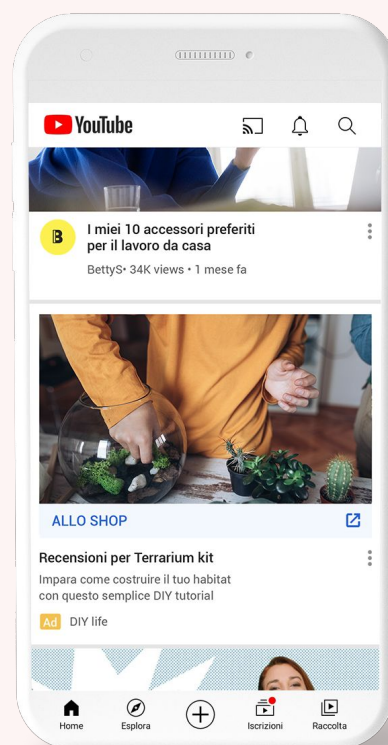 YouTube
B
I miei 10 accessori preferiti
per il lavoro da casa
BettyS• 34K views • 1 mese fa
ALLO SHOP
Recensioni per Terrarium kit
Impara come costruire il tuo habitat
con questo semplice DIY tutorial
Ad DIY life
Home Esplora Iscrizioni Raccolta